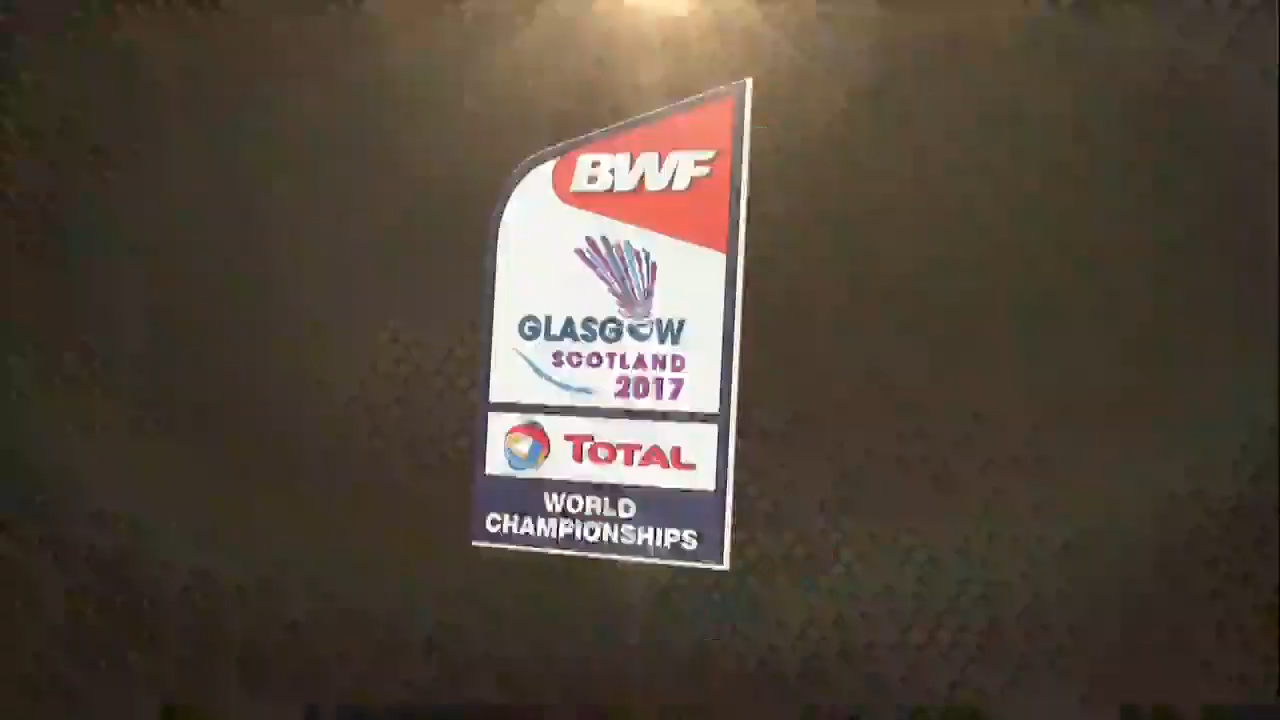 BWF
GLASGOW
SCOTLAND
2017
TOTAL
WORLD
CHAMPIONSHIPS